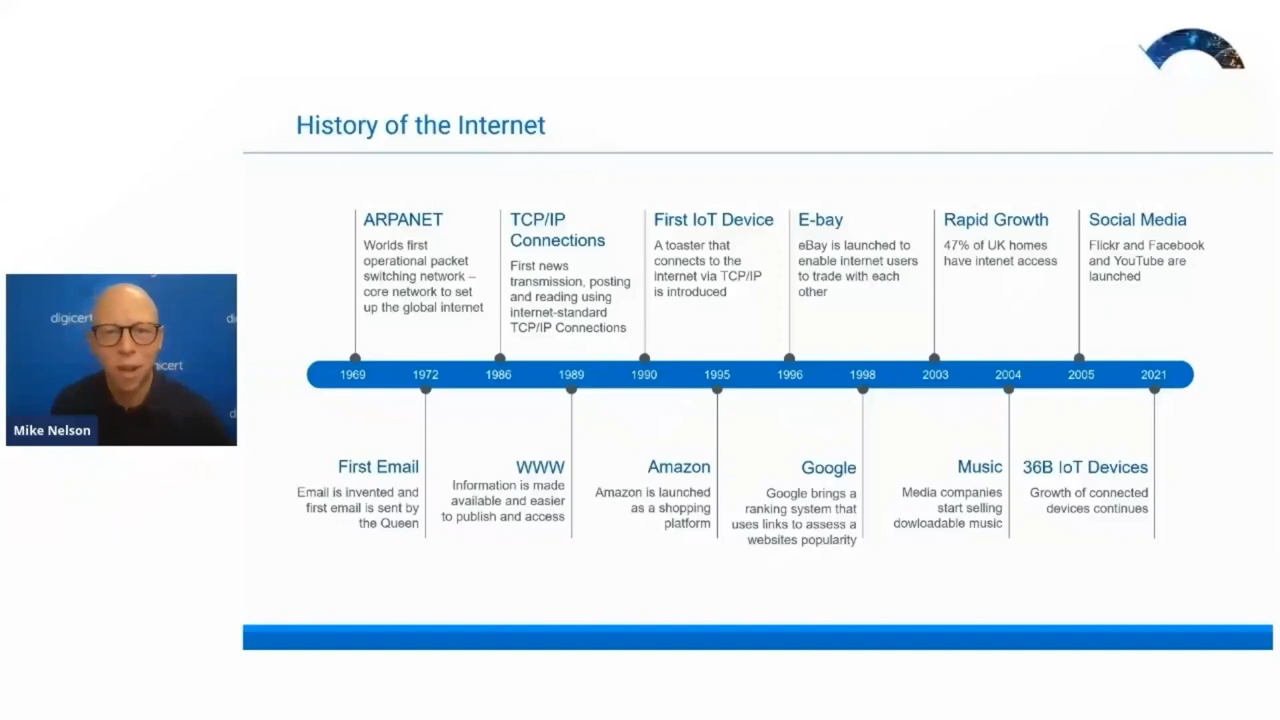 History of the Internet
ARPANET
Worlds first
operational packet
switching network –
core network to set
up the global internet
TCP/IP
Connections
First news
transmission, posting
and reading using
internet-standard
TCP/IP Connections
First IoT Device
A toaster that
connects to the
internet via TCP/IP
is introduced
E-bay
eBay is launched to
enable internet users
to trade with each
other
Rapid Growth
47% of UK homes
have intenet access
Social Media
Flickr and Facebook
and YouTube are
launched
1969 1972 1986 1989 1990 1995 1996 1998 2003 2004 2005 2021
First Email
Email is invented and
first email is sent by
the Queen
WWW
Information is made
available and easier
to publish and access
Amazon
Amazon is launched
as a shopping
platform
Google
Google brings a
ranking system that
uses links to assess a
websites popularity
Music
Media companies
start selling
dowloadable music
36B IoT Devices
Growth of connected
devices continues
digicert
Mike Nelson